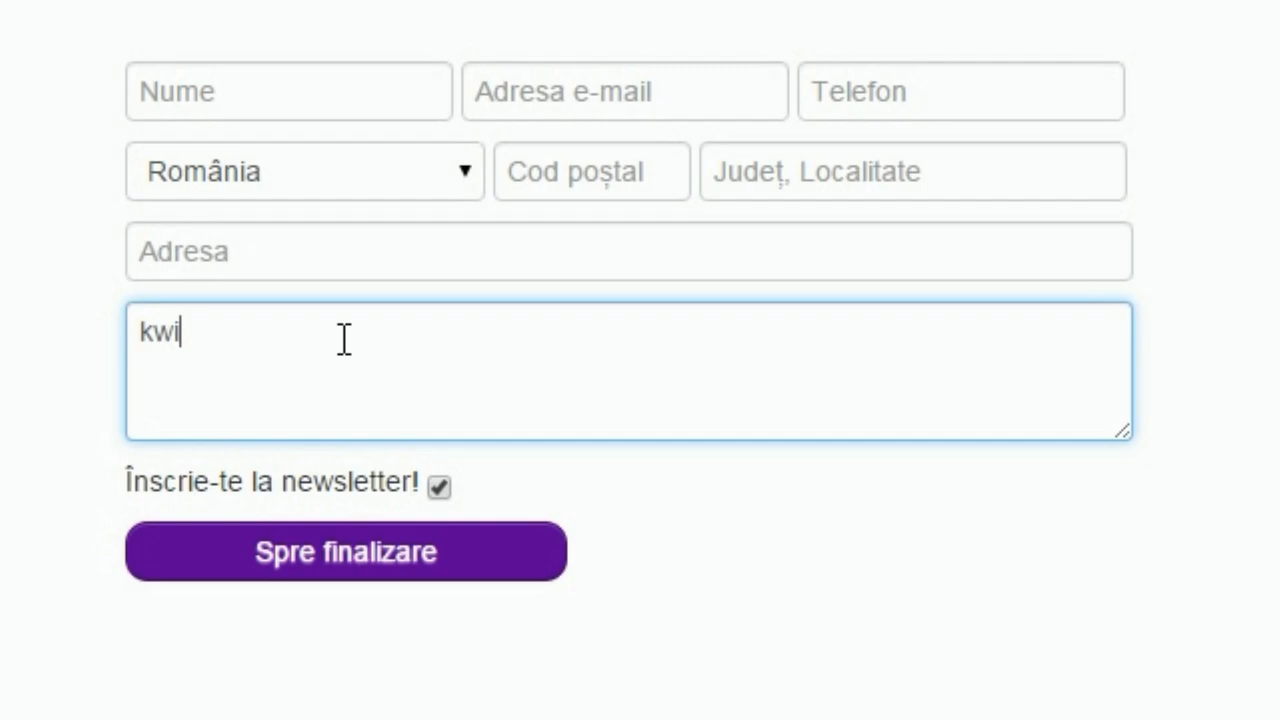 Nume Adresa e-mail Telefon
România Cod poștal Județ, Localitate
Adresa
kwi
Înscrie-te la newsletter!
Spre finalizare